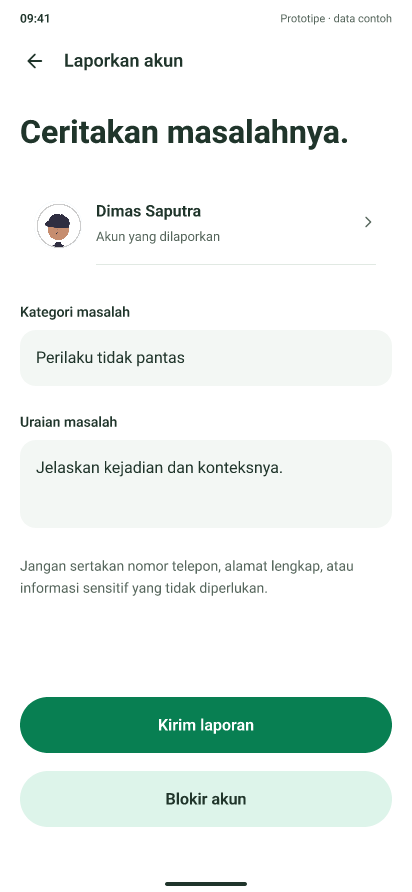 09:41
Prototipe · data contoh
Laporkan akun
Ceritakan masalahnya.
Dimas Saputra
Akun yang dilaporkan
Kategori masalah
Perilaku tidak pantas
Uraian masalah
Jelaskan kejadian dan konteksnya.
Jangan sertakan nomor telepon, alamat lengkap, atau
informasi sensitif yang tidak diperlukan.
Kirim laporan
Blokir akun